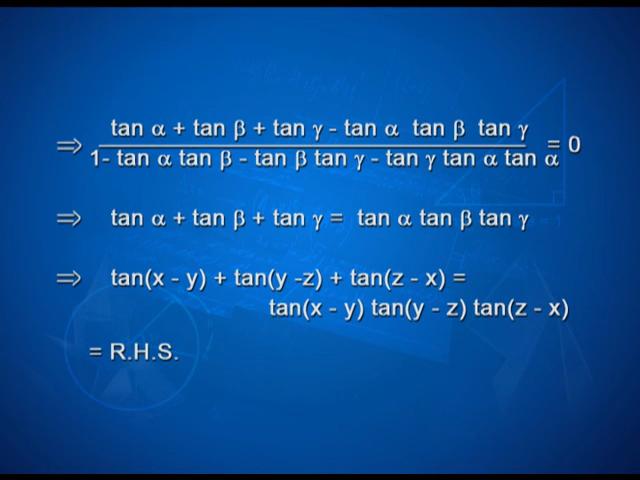 ⇒ tan α + tan β + tan γ - tan α tan β tan γ
1- tan α tan β - tan β tan γ - tan γ tan α tan α = 0
⇒ tan α + tan β + tan γ = tan α tan β tan γ
⇒ tan(x - y) + tan(y -z) + tan(z - x) =
tan(x - y) tan(y - z) tan(z - x)
= R.H.S.